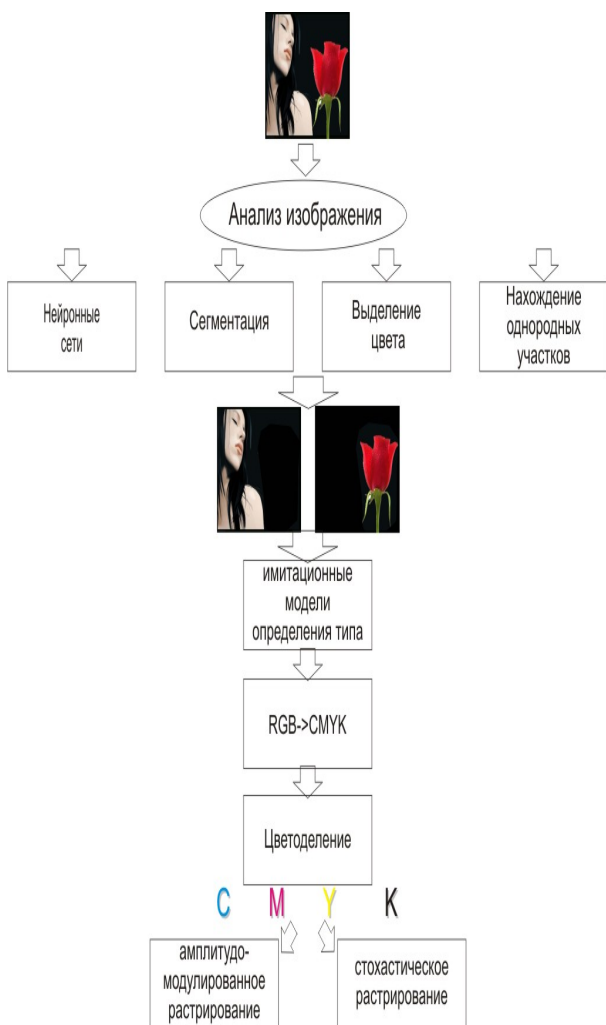 Анализ изображения
Нейронные
сети
Сегментация
Выделение
цвета
Нахождение
однородных
участков
имитационные
модели
определения типа
RGB->CMYK
Цветоделение
C M Y K
амплитудо-
модулированное
растрирование
стохастическое
растрирование